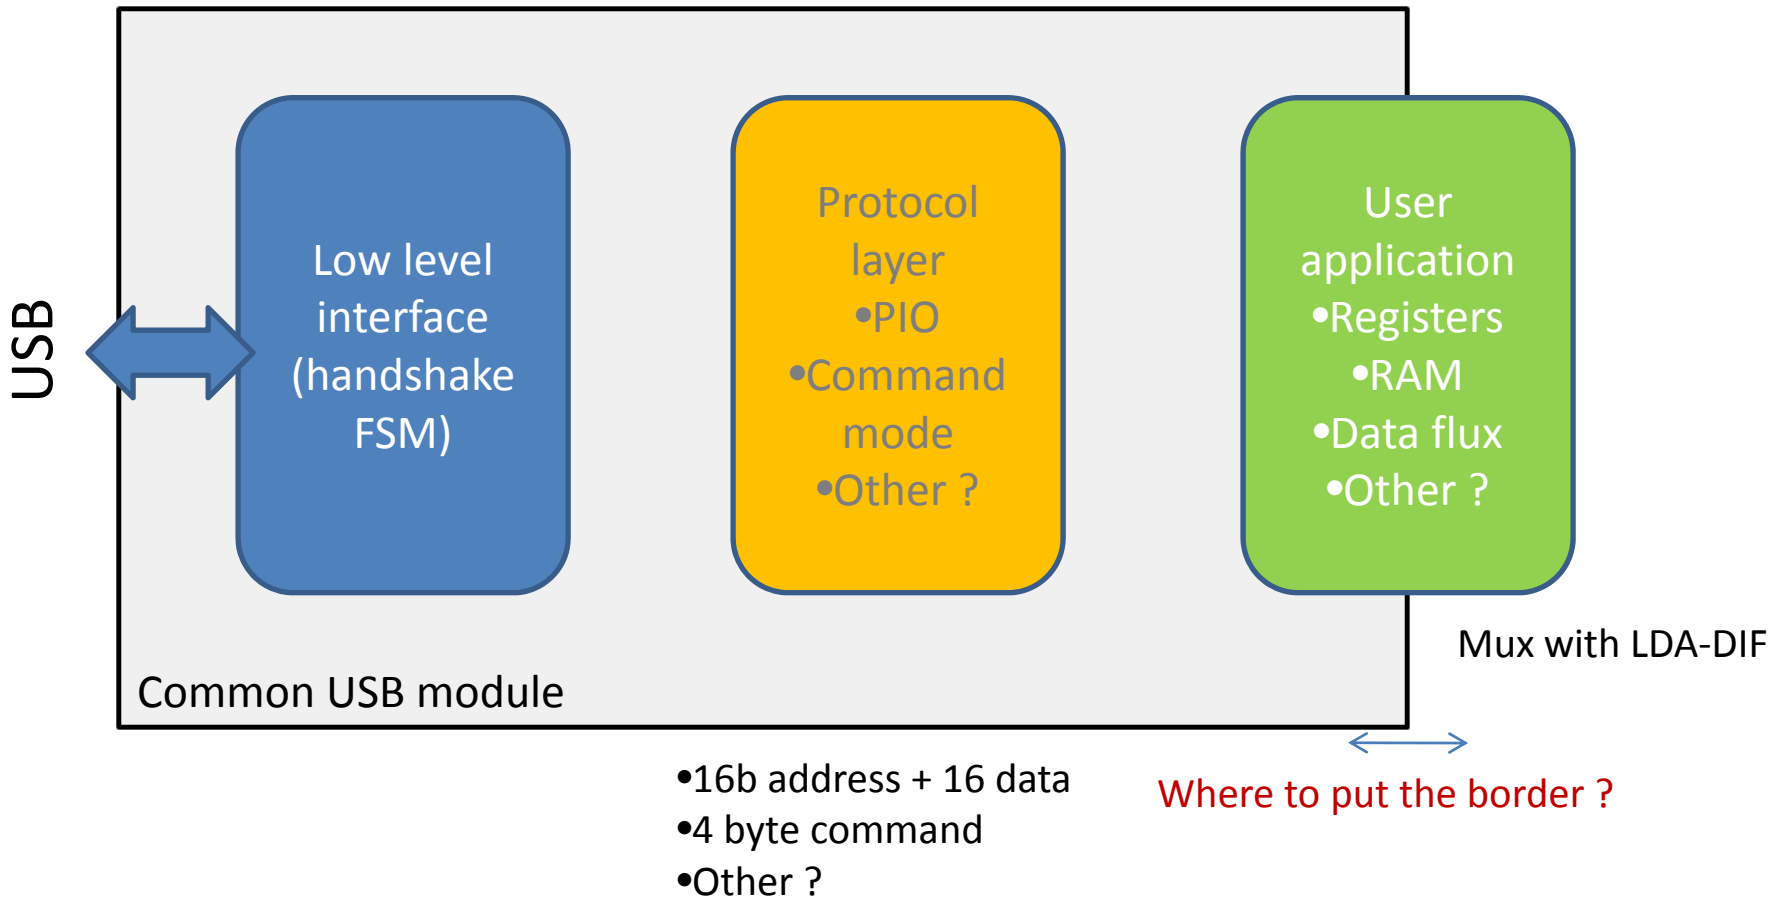 USB
Low level
interface
(handshake
FSM)
Protocol
layer
•PIO
•Command
mode
•Other ?
User
application
•Registers
•RAM
•Data flux
•Other ?
Mux with LDA-DIF
Common USB module
•16b address + 16 data
•4 byte command
•Other ?
Where to put the border ?